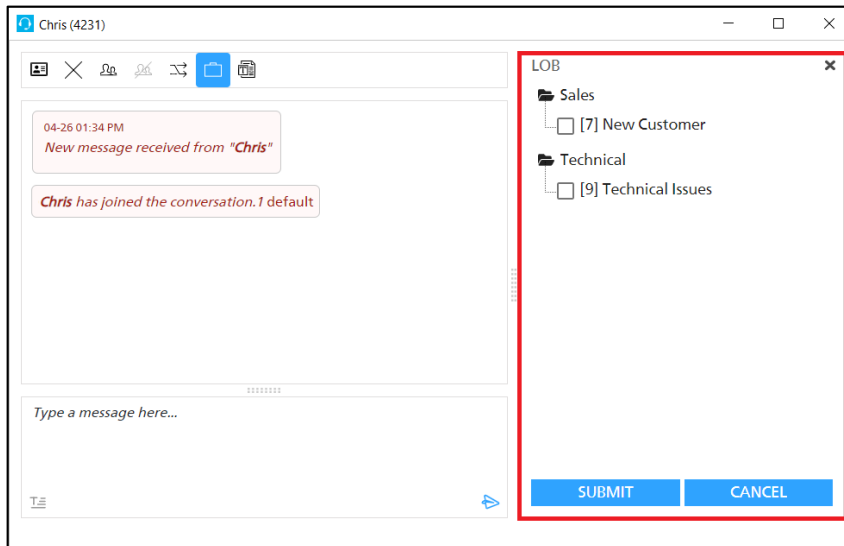 Chris (4231)
LOB
Sales
[7] New Customer
Technical
[9] Technical Issues
04-26 01:34 PM
New message received from "Chris"
Chris has joined the conversation.1 default
Type a message here...
SUBMIT
CANCEL